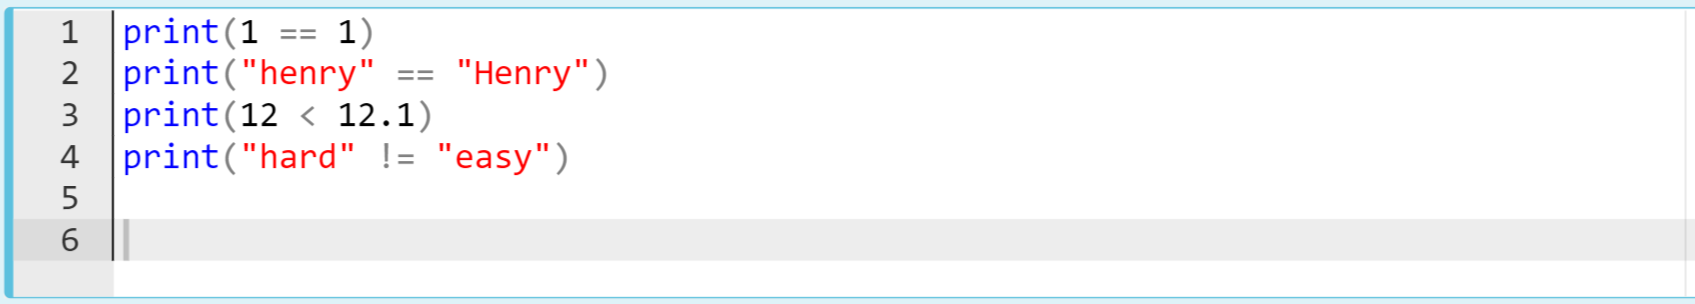 1 print(1 == 1)
2 print("henry" == "Henry")
3 print(12 < 12.1)
4 print("hard" != "easy")
5
6